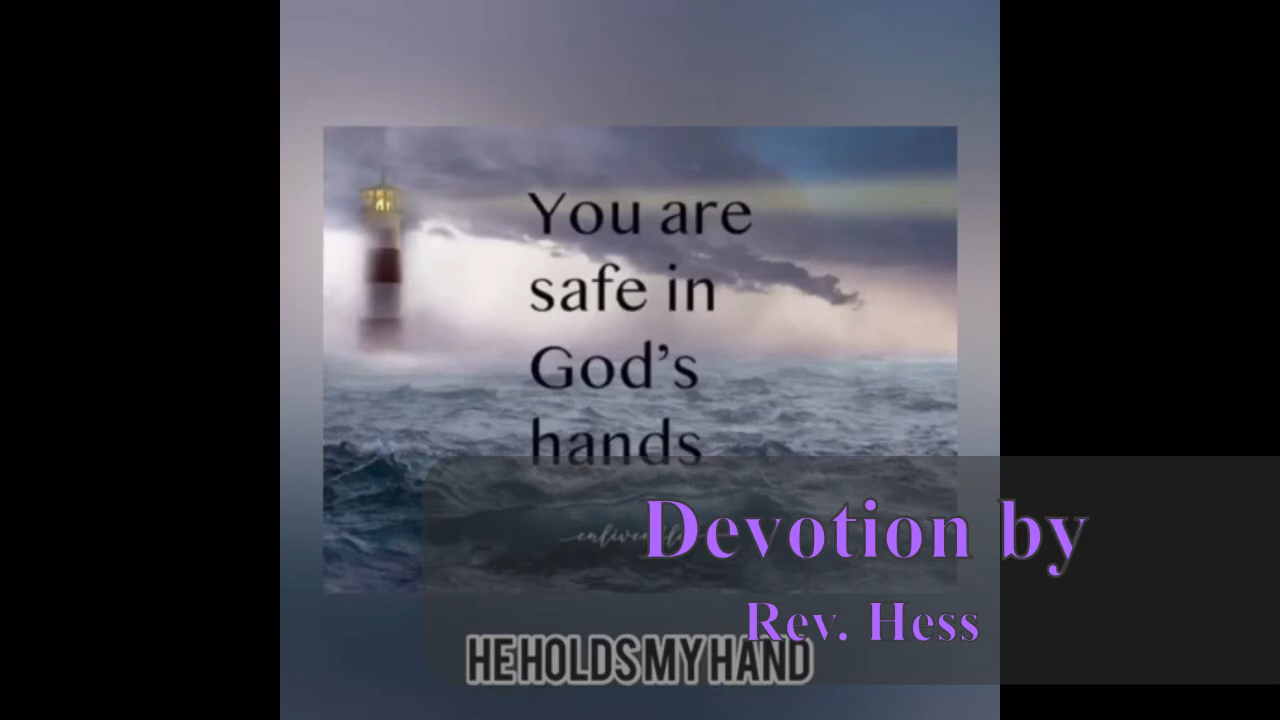 You are
safe in
God’s
hands
Devotion by
Rev. Hess
HE HOLDS MY HAND